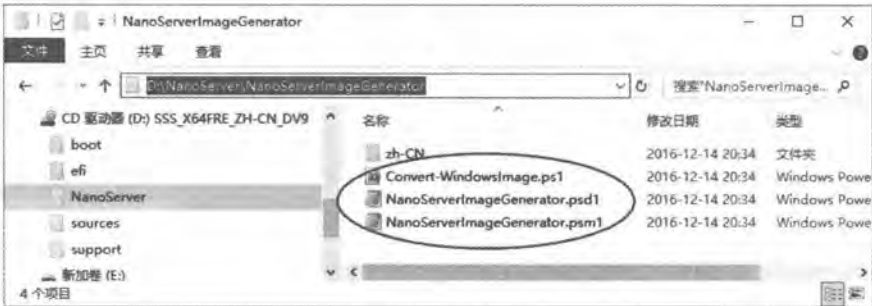 NanoServerImageGenerator
文件 主页 共享 查看
D:\NanoServer\NanoServerImageGenerator
搜索"NanoServerImage...
CD 驱动器 (D:) SSS_X64FRE_ZH-CN_DV9
boot
efi
NanoServer
sources
support
新加卷 (E:)
名称 修改日期 类型
zh-CN 2016-12-14 20:34 文件夹
Convert-WindowsImage.ps1 2016-12-14 20:34 Windows Powe
NanoServerImageGenerator.psd1 2016-12-14 20:34 Windows Powe
NanoServerImageGenerator.psm1 2016-12-14 20:34 Windows Powe
4 个项目